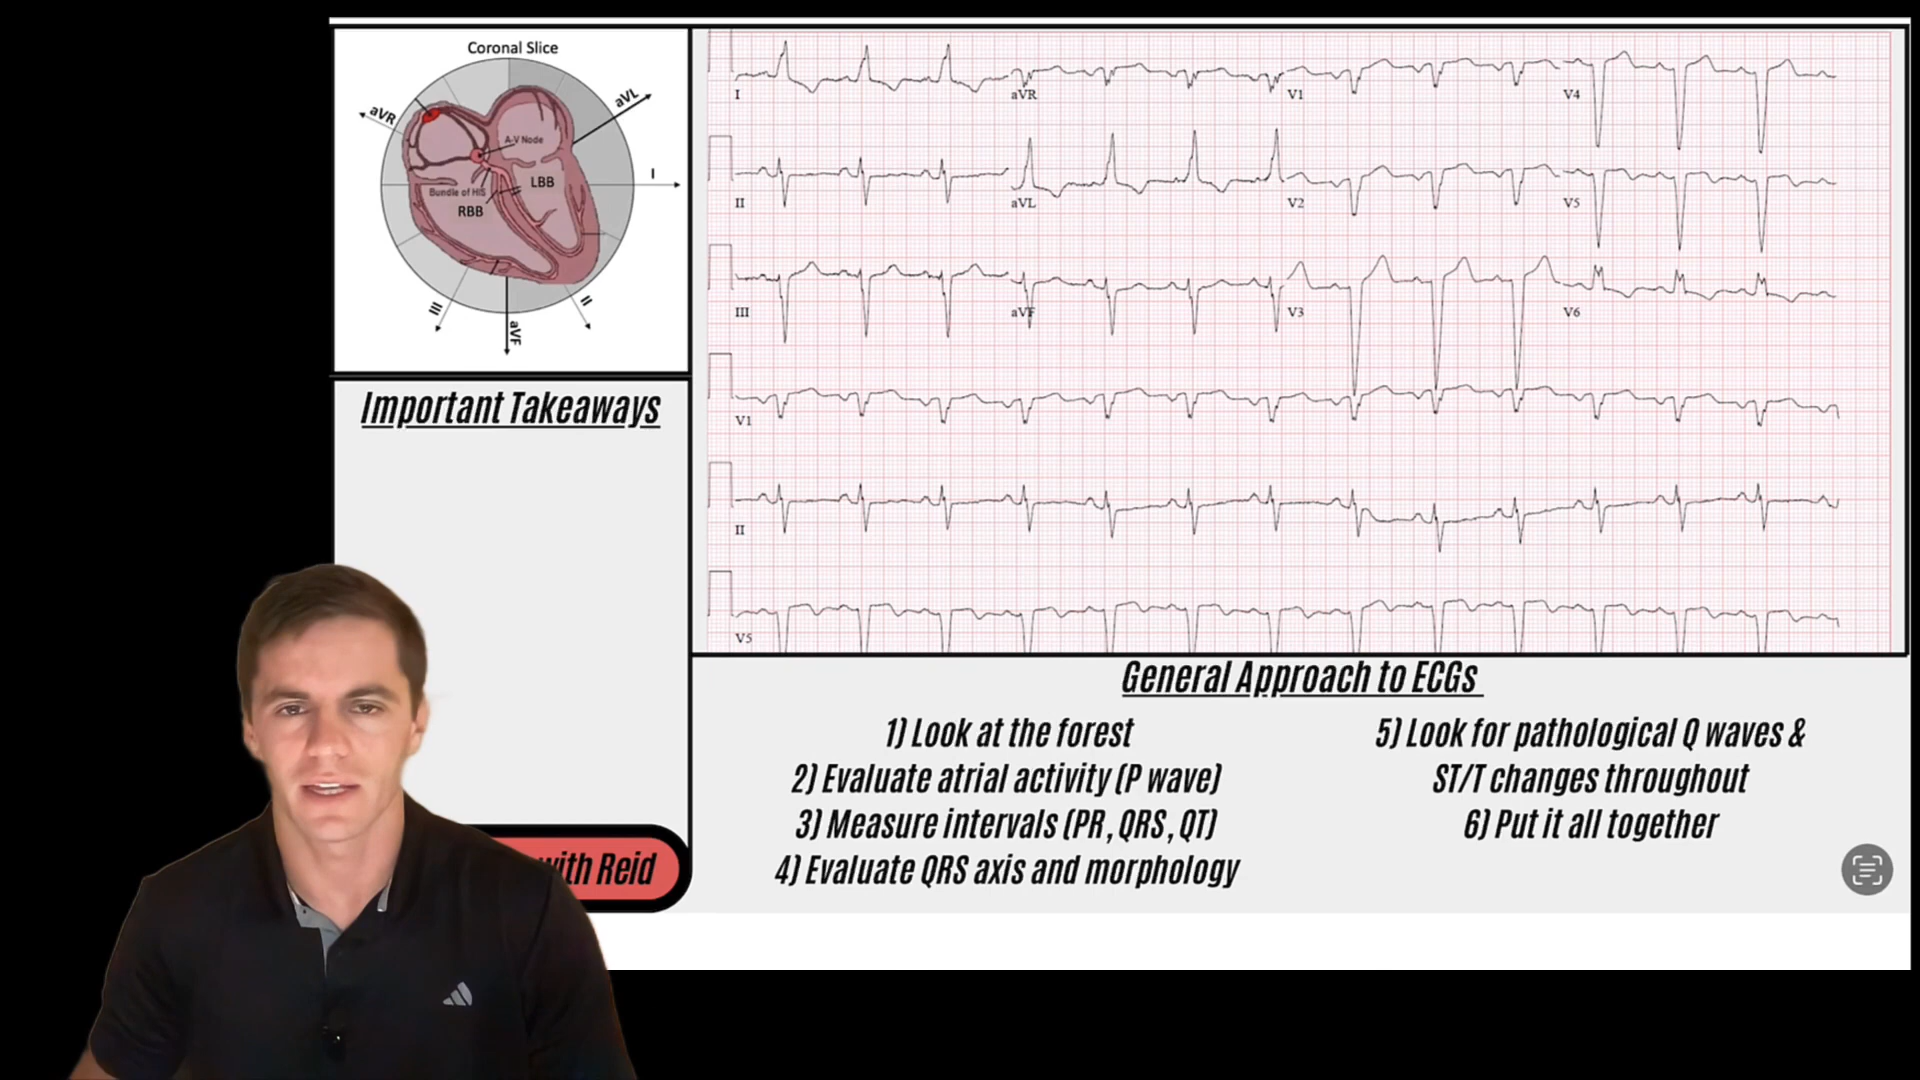 Coronal Slice
aVR
aVL
A-V Node
I
LBB
Bundle of HIS
RBB
III
aVF
II
Important Takeaways
with Reid
I
aVR
V1
V4
II
aVL
V2
V5
III
aVF
V3
V6
V1
II
V5
General Approach to ECGs
1) Look at the forest
2) Evaluate atrial activity (P wave)
3) Measure intervals (PR, QRS, QT)
4) Evaluate QRS axis and morphology
5) Look for pathological Q waves &
ST/T changes throughout
6) Put it all together